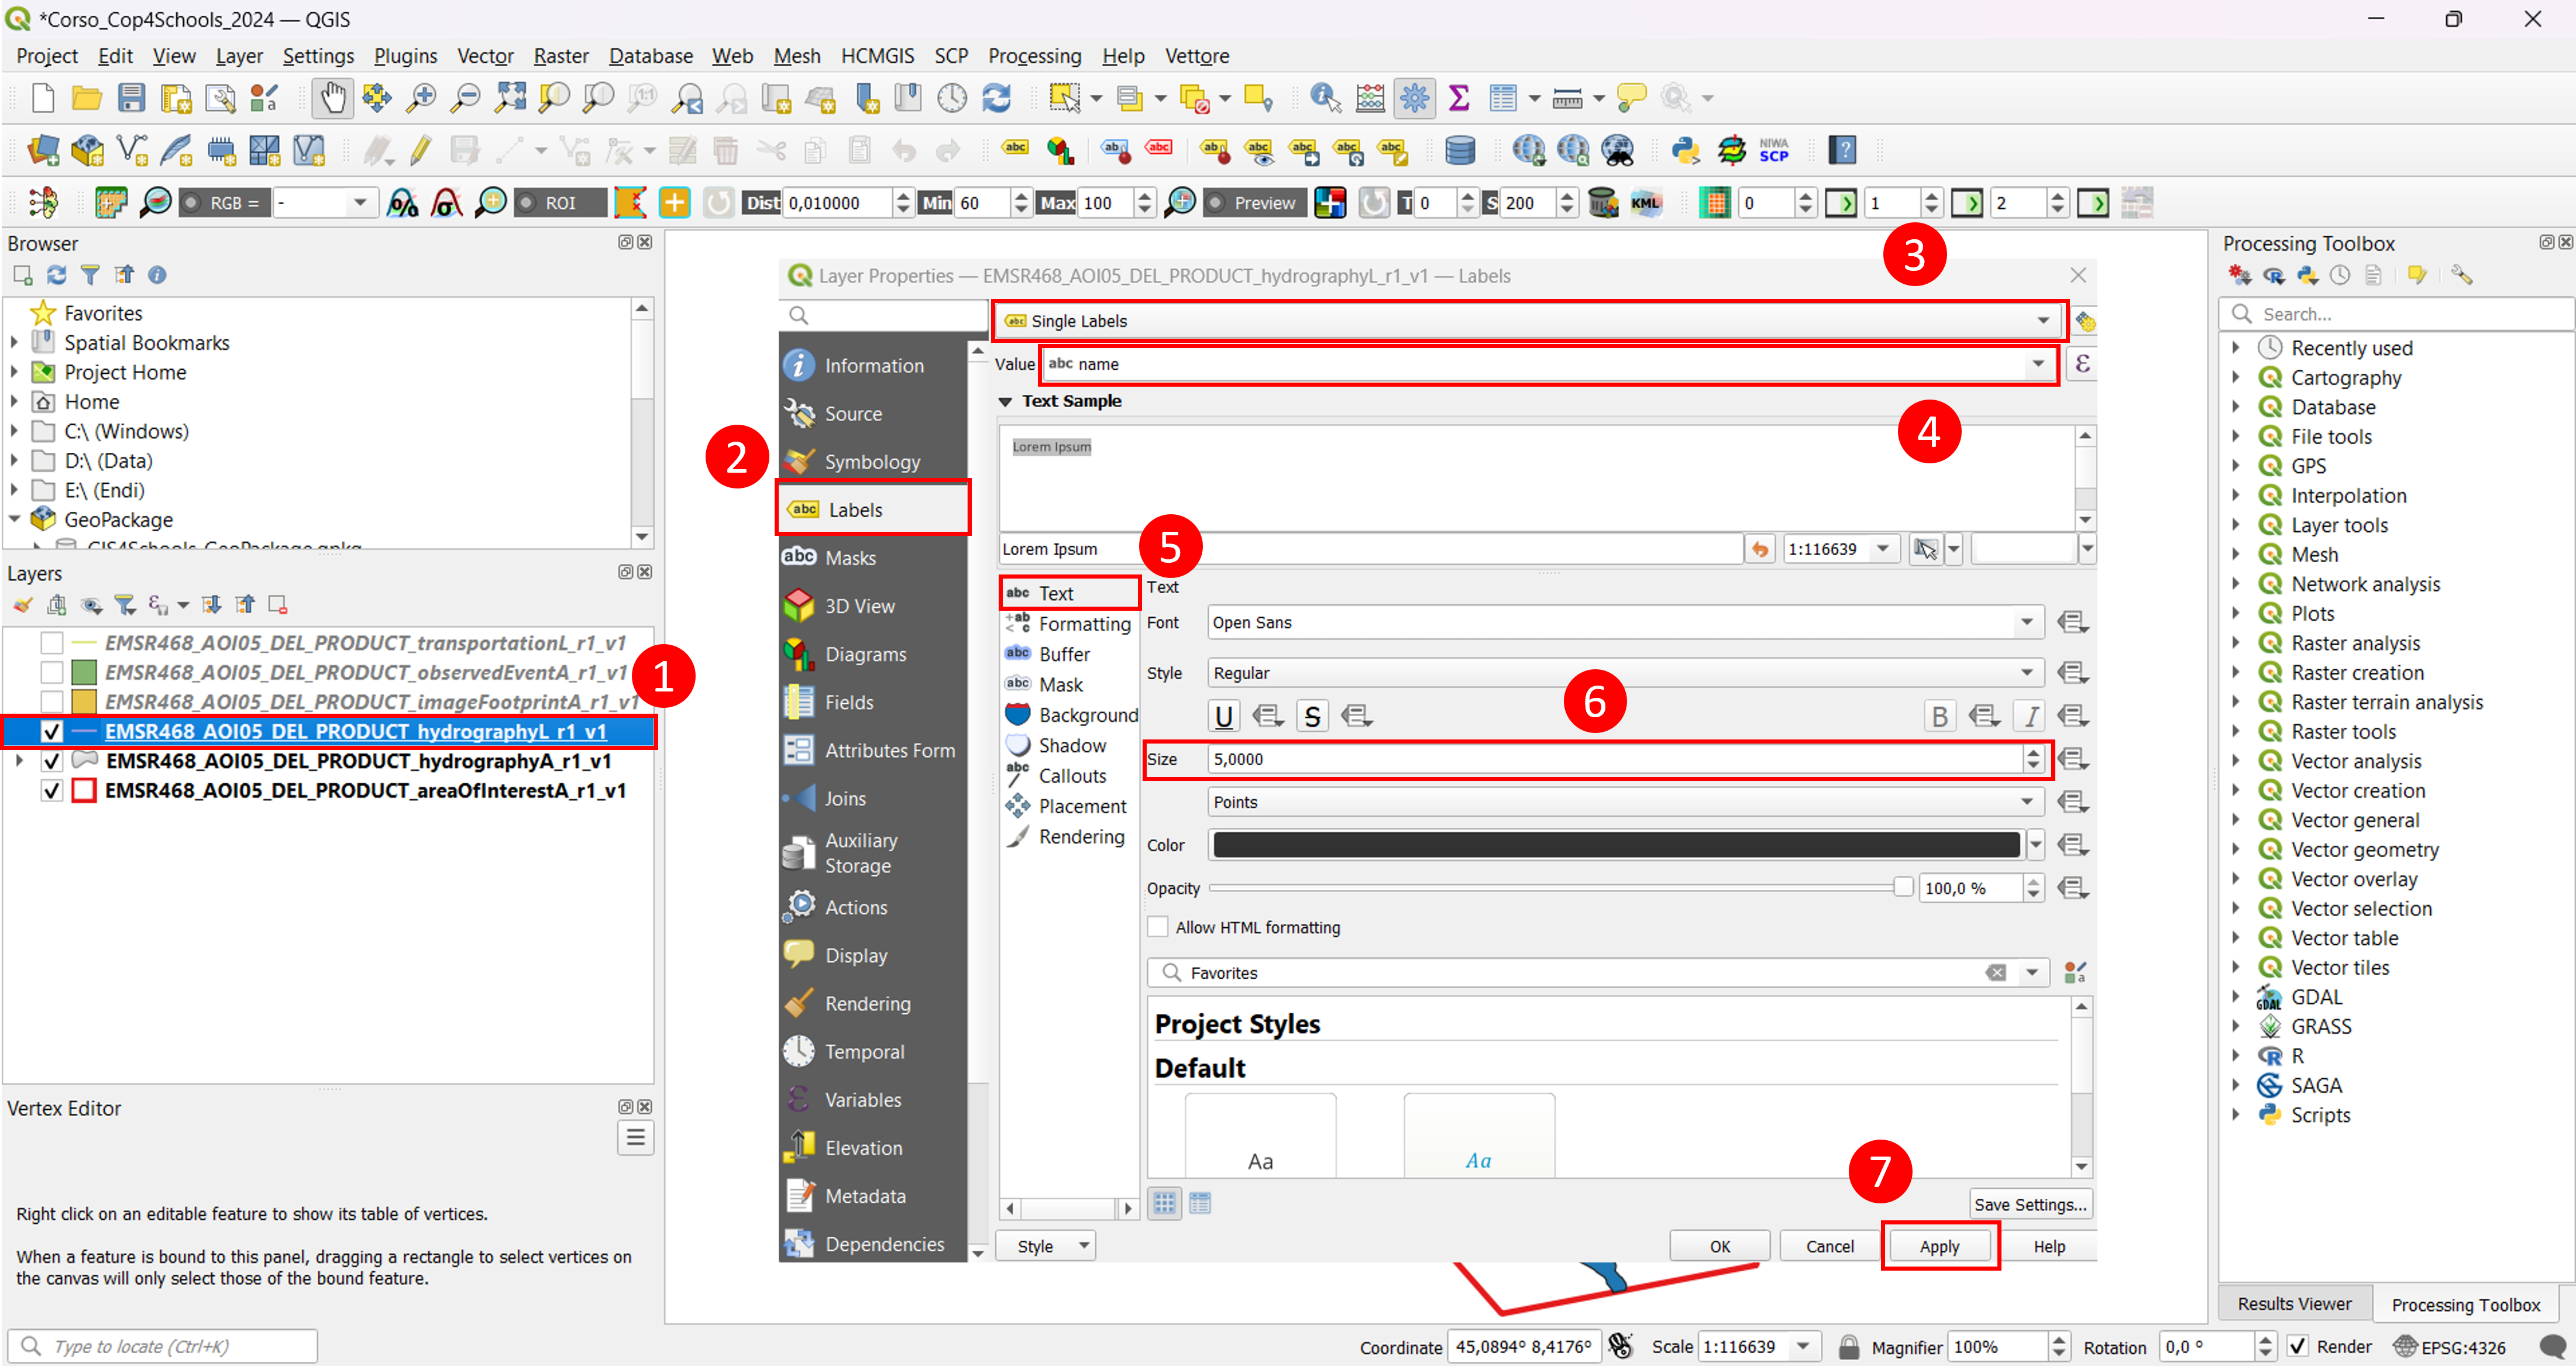 *Corso_Cop4Schools_2024 — QGIS
Project Edit View Layer Settings Plugins Vector Raster Database Web Mesh HCMGIS SCP Processing Help Vettore
NIWA
SCP
RGB = - ROI Dist 0,010000 Min 60 Max 100 Preview T 0 S 200 KML 0 1 2
Browser
Favorites
Spatial Bookmarks
Project Home
Home
C:\ (Windows)
D:\ (Data)
E:\ (Endi)
GeoPackage
GIS4Schools_GeoPackage.gpkg
Layers
EMSR468_AOI05_DEL_PRODUCT_transportationL_r1_v1
EMSR468_AOI05_DEL_PRODUCT_observedEventA_r1_v1
EMSR468_AOI05_DEL_PRODUCT_imageFootprintA_r1_v1
1
EMSR468_AOI05_DEL_PRODUCT_hydrographyL_r1_v1
EMSR468_AOI05_DEL_PRODUCT_hydrographyA_r1_v1
EMSR468_AOI05_DEL_PRODUCT_areaOfInterestA_r1_v1
Vertex Editor
Right click on an editable feature to show its table of vertices.
When a feature is bound to this panel, dragging a rectangle to select vertices on
the canvas will only select those of the bound feature.
Layer Properties — EMSR468_AOI05_DEL_PRODUCT_hydrographyL_r1_v1 — Labels
3
Information
Source
2
Symbology
abc Labels
abc Masks
3D View
Diagrams
Fields
Attributes Form
Joins
Auxiliary
Storage
Actions
Display
Rendering
Temporal
Variables
Elevation
Metadata
Dependencies
abc Single Labels
Value abc name
Text Sample
4
Lorem Ipsum
Lorem Ipsum
5
1:116639
abc Text
Formatting
abc Buffer
abc Mask
Background
Shadow
abc Callouts
Placement
Rendering
Text
Font Open Sans
Style Regular
6
U S B I
Size 5,0000
Points
Color
Opacity 100,0 %
Allow HTML formatting
Favorites
Project Styles
Default
Aa Aa
7
Save Settings...
Style OK Cancel Apply Help
Processing Toolbox
Search...
Recently used
Cartography
Database
File tools
GPS
Interpolation
Layer tools
Mesh
Network analysis
Plots
Raster analysis
Raster creation
Raster terrain analysis
Raster tools
Vector analysis
Vector creation
Vector general
Vector geometry
Vector overlay
Vector selection
Vector table
Vector tiles
GDAL GDAL
GRASS
R
SAGA
Scripts
Results Viewer Processing Toolbox
Type to locate (Ctrl+K) Coordinate 45,0894° 8,4176° Scale 1:116639 Magnifier 100% Rotation 0,0 ° Render EPSG:4326